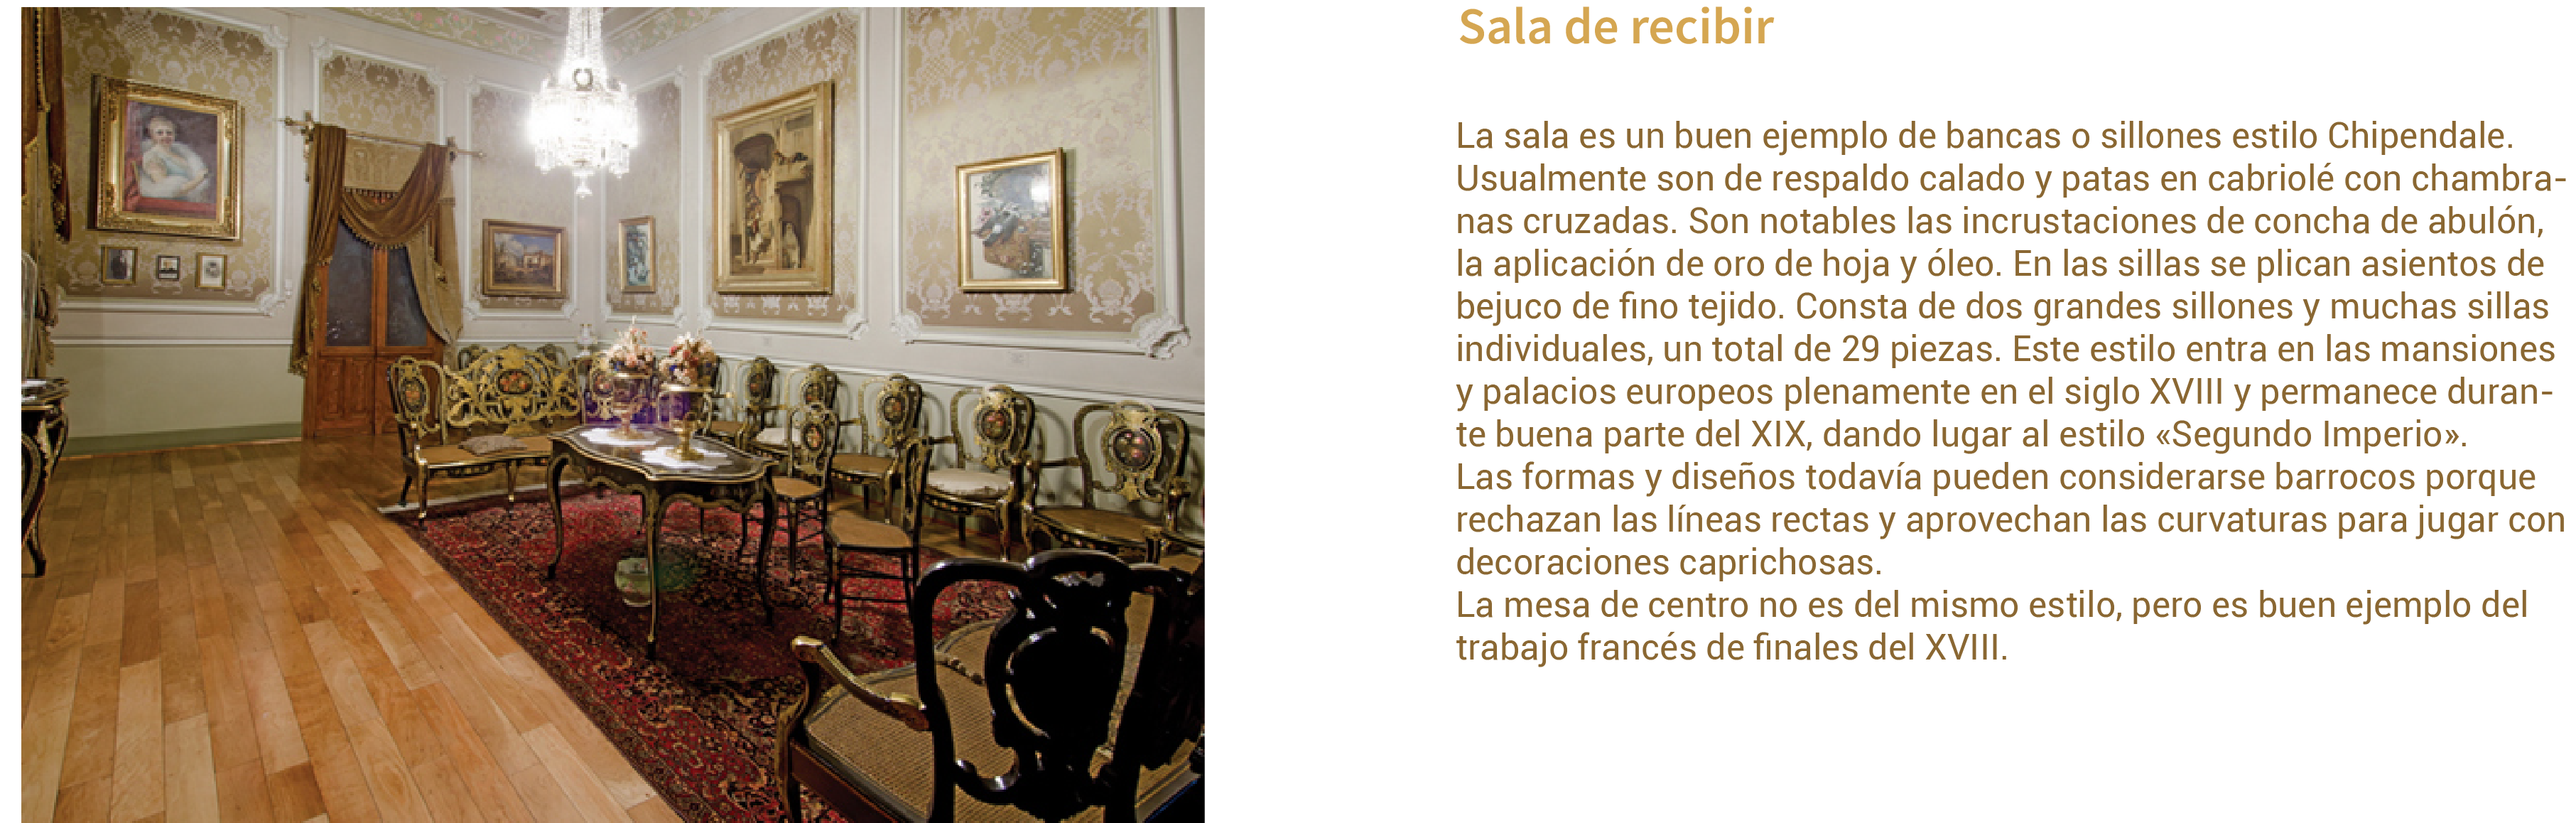 Sala de recibir
La sala es un buen ejemplo de bancas o sillones estilo Chipendale.
Usualmente son de respaldo calado y patas en cabriolé con chambra-
nas cruzadas. Son notables las incrustaciones de concha de abulón,
la aplicación de oro de hoja y óleo. En las sillas se plican asientos de
bejuco de fino tejido. Consta de dos grandes sillones y muchas sillas
individuales, un total de 29 piezas. Este estilo entra en las mansiones
y palacios europeos plenamente en el siglo XVIII y permanece duran-
te buena parte del XIX, dando lugar al estilo «Segundo Imperio».
Las formas y diseños todavía pueden considerarse barrocos porque
rechazan las líneas rectas y aprovechan las curvaturas para jugar con
decoraciones caprichosas.
La mesa de centro no es del mismo estilo, pero es buen ejemplo del
trabajo francés de finales del XVIII.